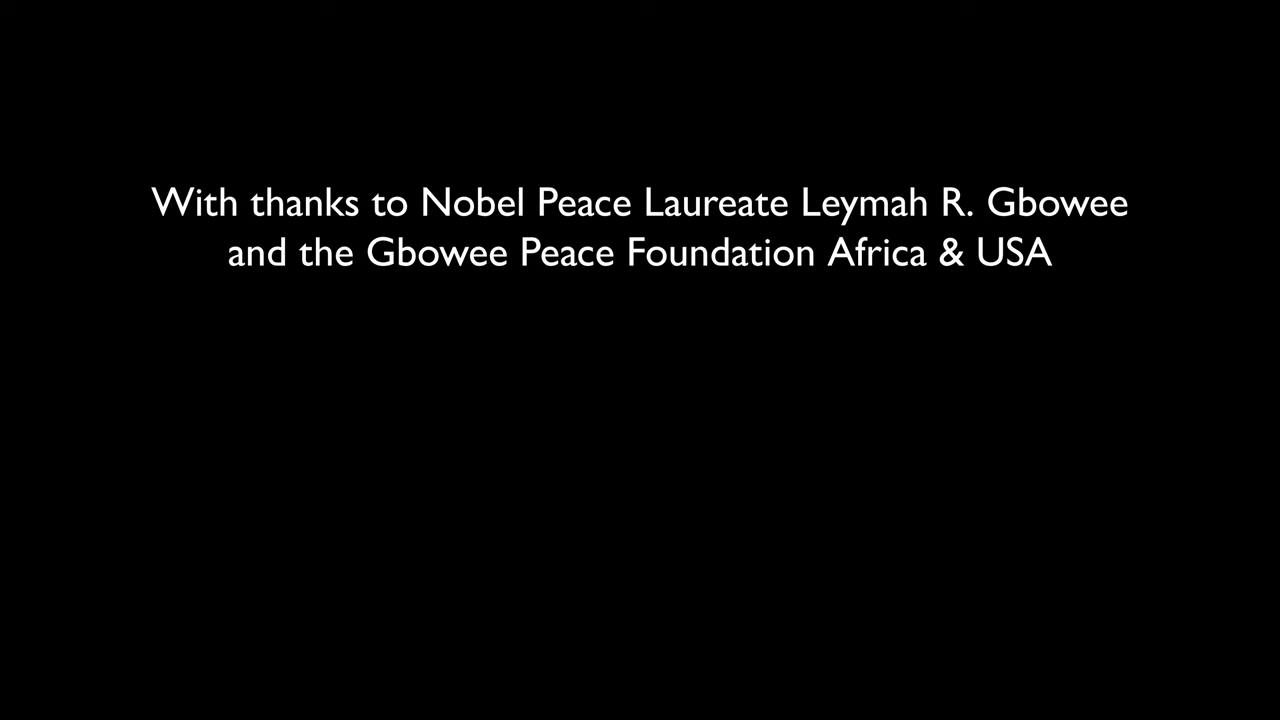 With thanks to Nobel Peace Laureate Leymah R. Gbowee
and the Gbowee Peace Foundation Africa & USA